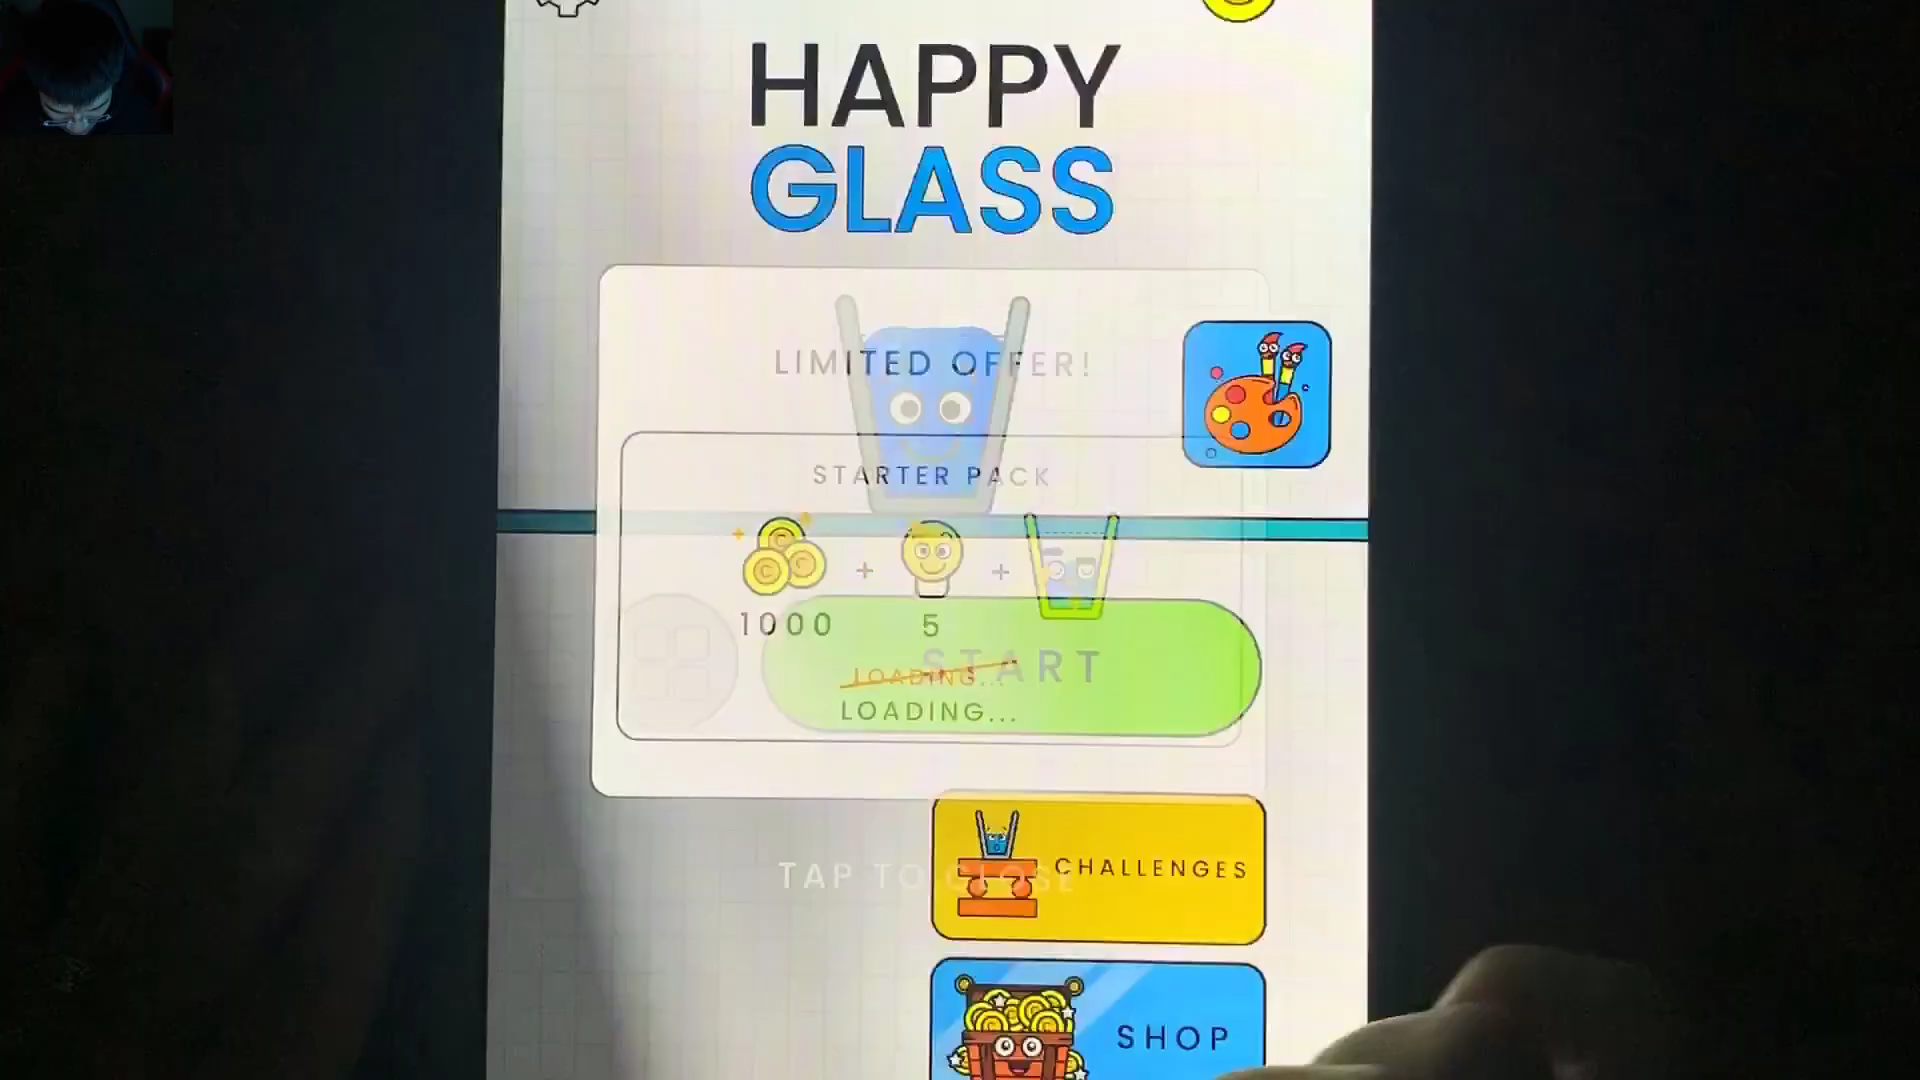 HAPPY
GLASS
LIMITED OFFER!
STARTER PACK
+ +
1000 5
START
LOADING...
LOADING...
CHALLENGES
TAP TO CLOSE
SHOP